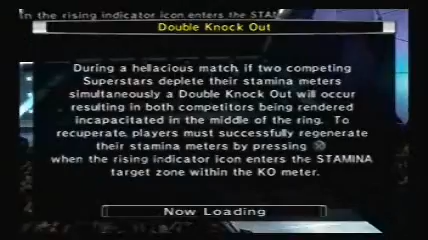 In the rising indicator icon enters the STAM
Double Knock Out
During a hellacious match, if two competing
Superstars deplete their stamina meters
simultaneously a Double Knock Out will occur
resulting in both competitors being rendered
incapacitated in the middle of the ring. To
recuperate, players must successfully regenerate
their stamina meters by pressing
when the rising indicator icon enters the STAMINA
target zone within the KO meter.
Now Loading